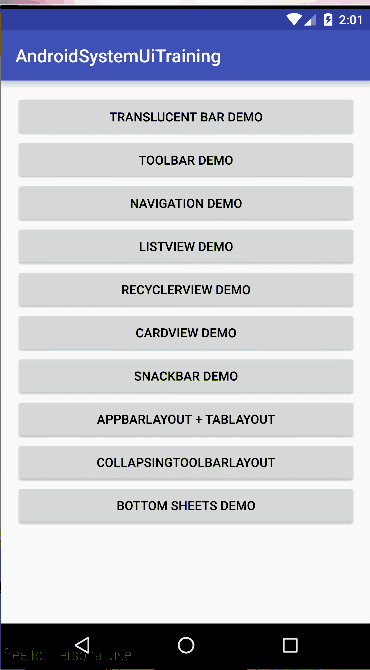 2:01
AndroidSystemUiTraining
TRANSLUCENT BAR DEMO
TOOLBAR DEMO
NAVIGATION DEMO
LISTVIEW DEMO
RECYCLERVIEW DEMO
CARDVIEW DEMO
SNACKBAR DEMO
APPBARLAYOUT + TABLAYOUT
COLLAPSINGTOOLBARLAYOUT
BOTTOM SHEETS DEMO